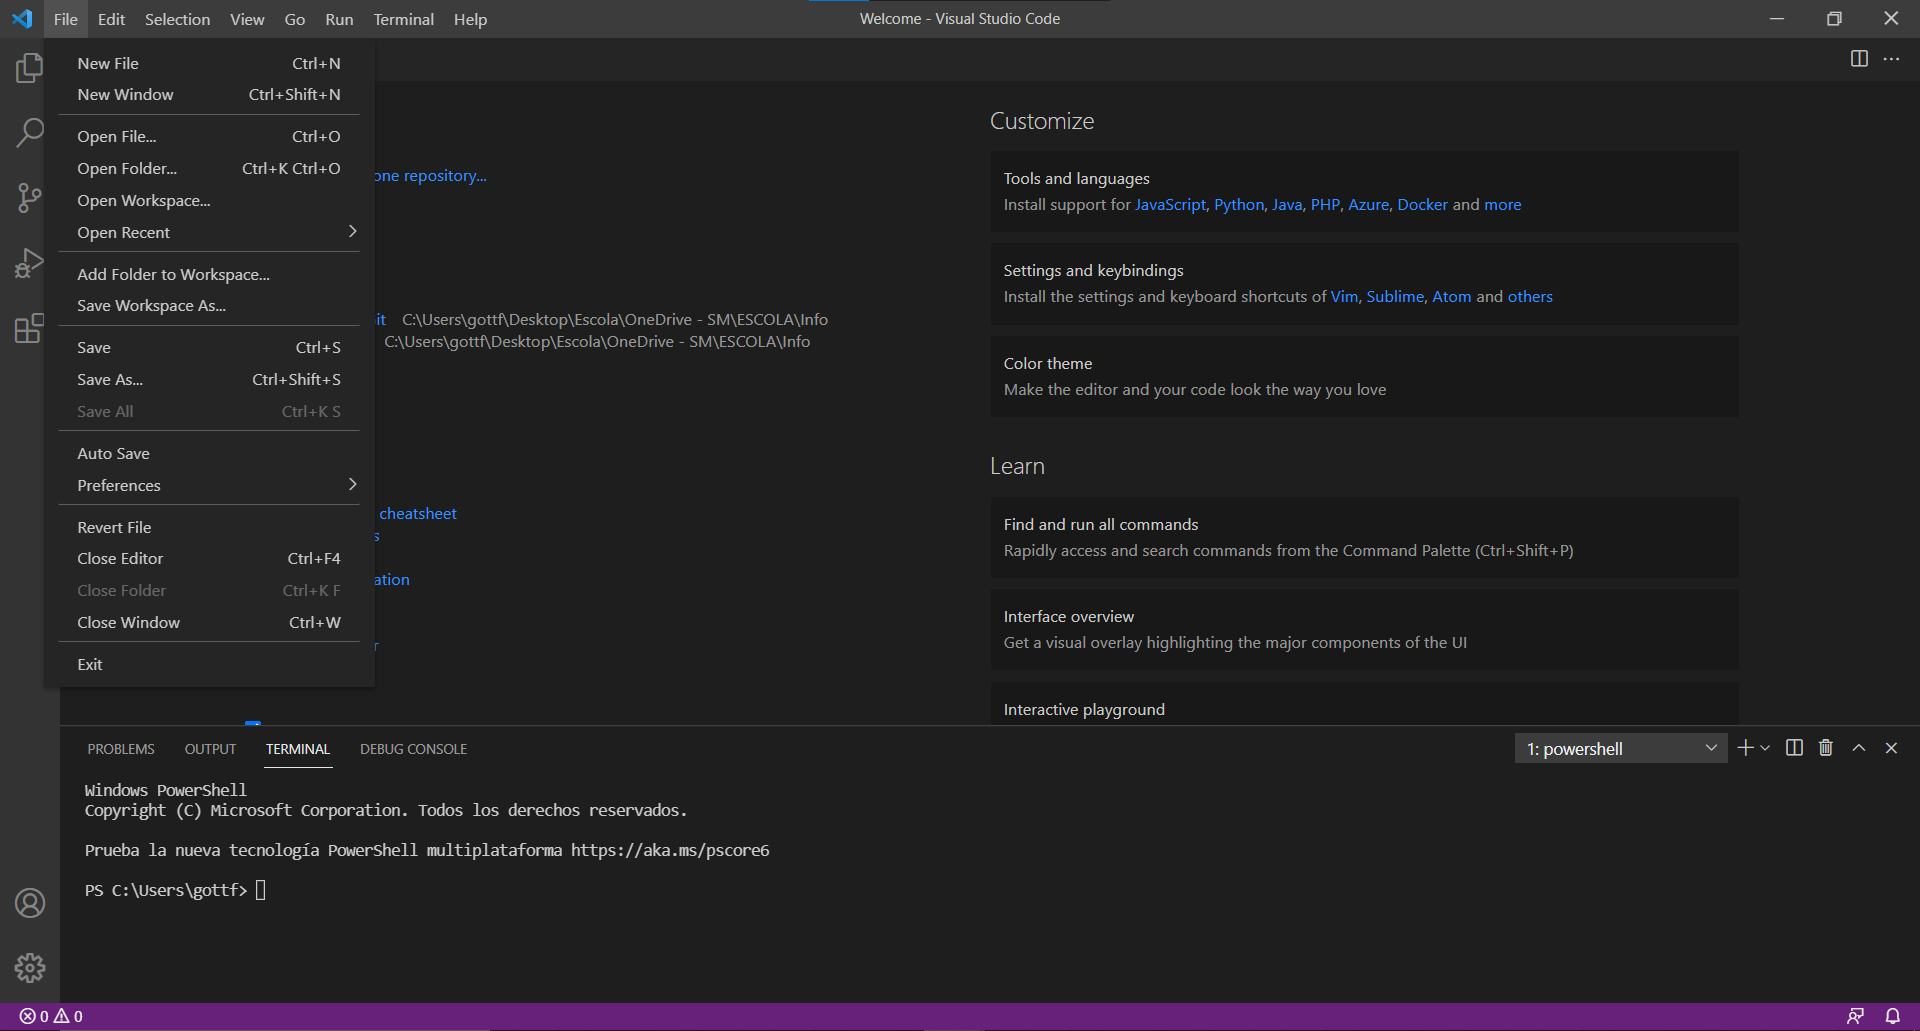 File Edit Selection View Go Run Terminal Help
Welcome - Visual Studio Code
New File Ctrl+N
New Window Ctrl+Shift+N
Open File... Ctrl+O
Open Folder... Ctrl+K Ctrl+O
Open Workspace...
Open Recent
Add Folder to Workspace...
Save Workspace As...
Save Ctrl+S
Save As... Ctrl+Shift+S
Save All Ctrl+K S
Auto Save
Preferences
Revert File
Close Editor Ctrl+F4
Close Folder Ctrl+K F
Close Window Ctrl+W
Exit
one repository...
it C:\Users\gottf\Desktop\Escola\OneDrive - SM\ESCOLA\Info
C:\Users\gottf\Desktop\Escola\OneDrive - SM\ESCOLA\Info
cheatsheet
s
ation
r
Customize
Tools and languages
Install support for JavaScript, Python, Java, PHP, Azure, Docker and more
Settings and keybindings
Install the settings and keyboard shortcuts of Vim, Sublime, Atom and others
Color theme
Make the editor and your code look the way you love
Learn
Find and run all commands
Rapidly access and search commands from the Command Palette (Ctrl+Shift+P)
Interface overview
Get a visual overlay highlighting the major components of the UI
Interactive playground
PROBLEMS OUTPUT TERMINAL DEBUG CONSOLE
1: powershell
Windows PowerShell
Copyright (C) Microsoft Corporation. Todos los derechos reservados.
Prueba la nueva tecnología PowerShell multiplataforma https://aka.ms/pscore6
PS C:\Users\gottf>
0 0